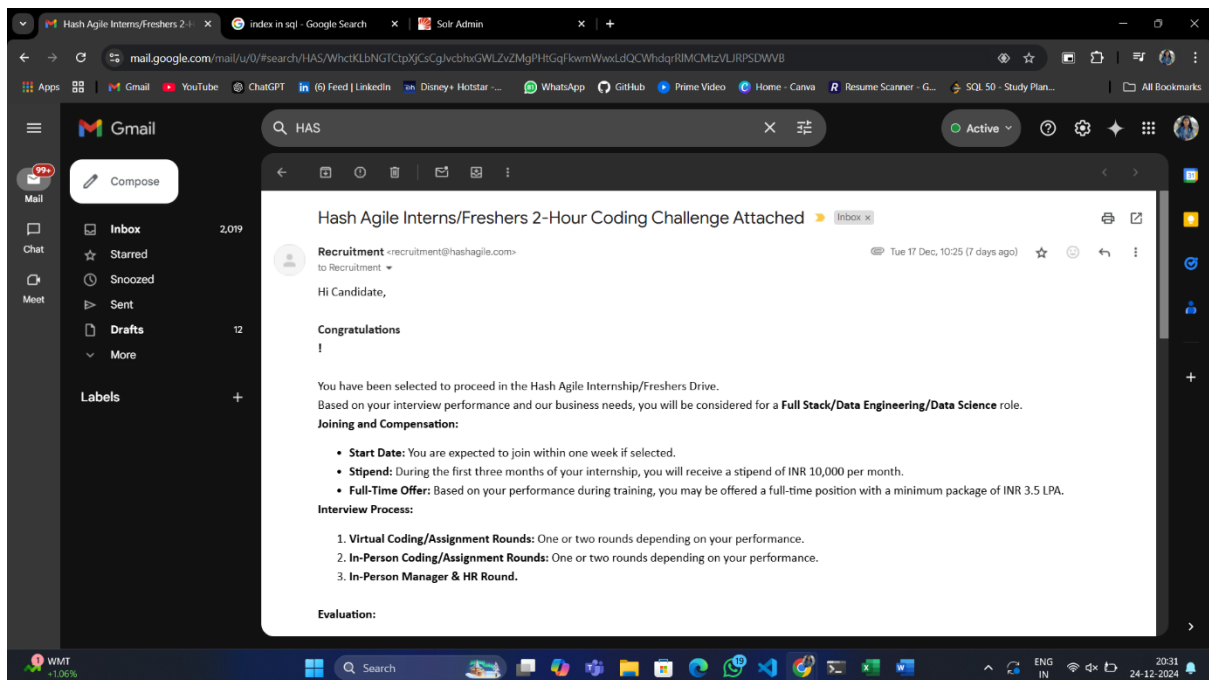 Hash Agile Interns/Freshers 2-H
index in sql - Google Search
Solr Admin
mail.google.com/mail/u/0/#search/HAS/
Apps
Gmail
YouTube
ChatGPT
(6) Feed | LinkedIn
Disney+ Hotstar -...
WhatsApp
GitHub
Prime Video
Home - Canva
Resume Scanner - G...
SQL 50 - Study Plan...
All Bookmarks
Gmail
HAS
Active
99+
Mail
Chat
Meet
Compose
Inbox 2,019
Starred
Snoozed
Sent
Drafts 12
More
Labels
Hash Agile Interns/Freshers 2-Hour Coding Challenge Attached Inbox x
Recruitment <recruitment@hashagile.com> Tue 17 Dec, 10:25 (7 days ago)
to Recruitment
Hi Candidate,
Congratulations
!
You have been selected to proceed in the Hash Agile Internship/Freshers Drive.
Based on your interview performance and our business needs, you will be considered for a Full Stack/Data Engineering/Data Science role.
Joining and Compensation:
• Start Date: You are expected to join within one week if selected.
• Stipend: During the first three months of your internship, you will receive a stipend of INR 10,000 per month.
• Full-Time Offer: Based on your performance during training, you may be offered a full-time position with a minimum package of INR 3.5 LPA.
Interview Process:
1. Virtual Coding/Assignment Rounds: One or two rounds depending on your performance.
2. In-Person Coding/Assignment Rounds: One or two rounds depending on your performance.
3. In-Person Manager & HR Round.
Evaluation:
1
WMT
+1.06%
Search
9
ENG
IN
20:31
24-12-2024